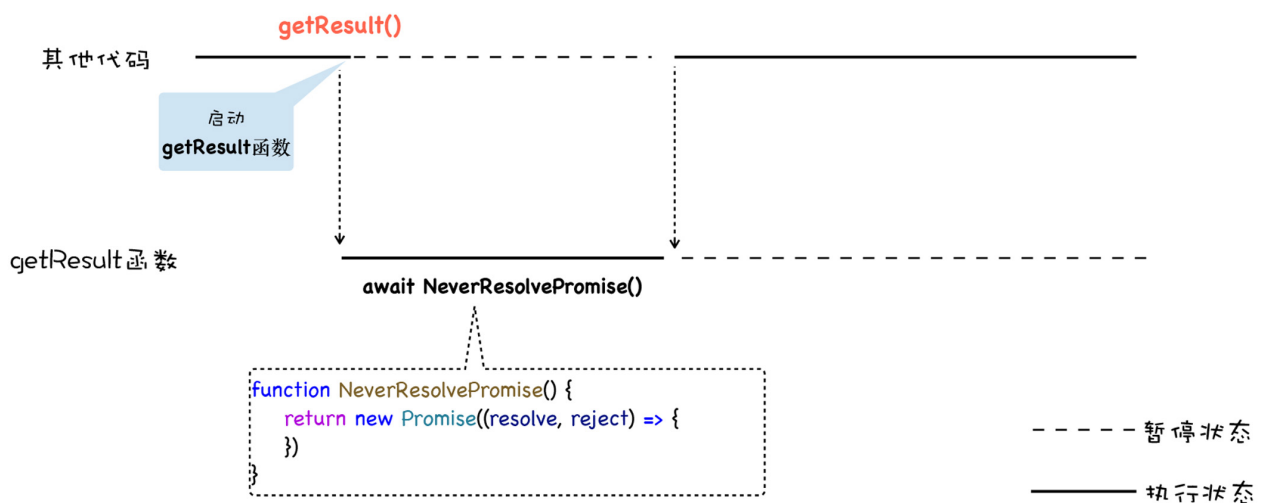 getResult()
其他代码
启动
getResult函数
getResult函数
await NeverResolvePromise()
function NeverResolvePromise() {
return new Promise((resolve, reject) => {
})
}
暂停状态
执行状态